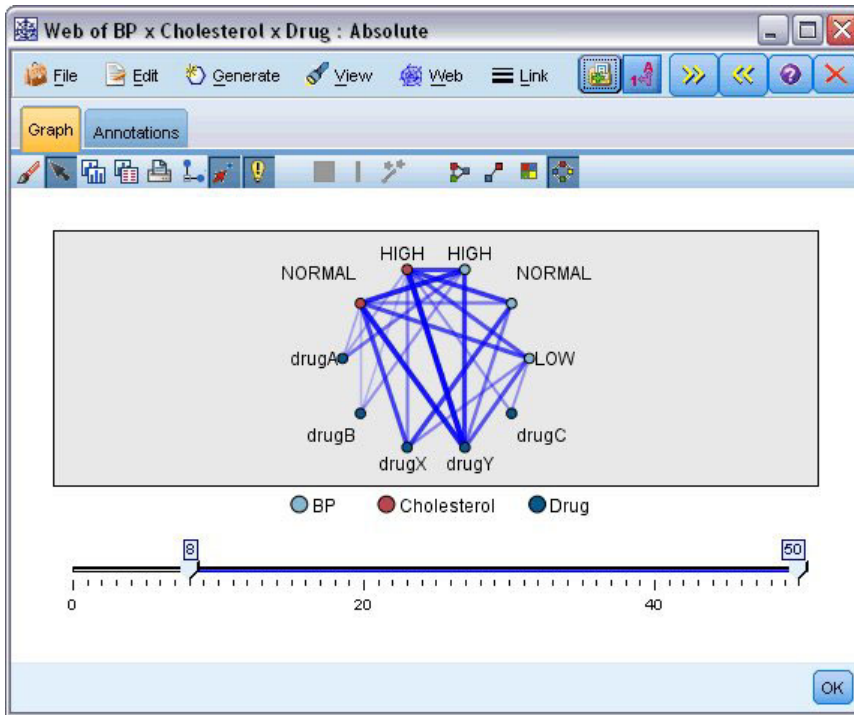 Web of BP x Cholesterol x Drug : Absolute
File Edit Generate View Web Link
Graph Annotations
HIGH HIGH
NORMAL NORMAL
drugA LOW
drugB drugC
drugX drugY
BP Cholesterol Drug
8 50
0 20 40
OK